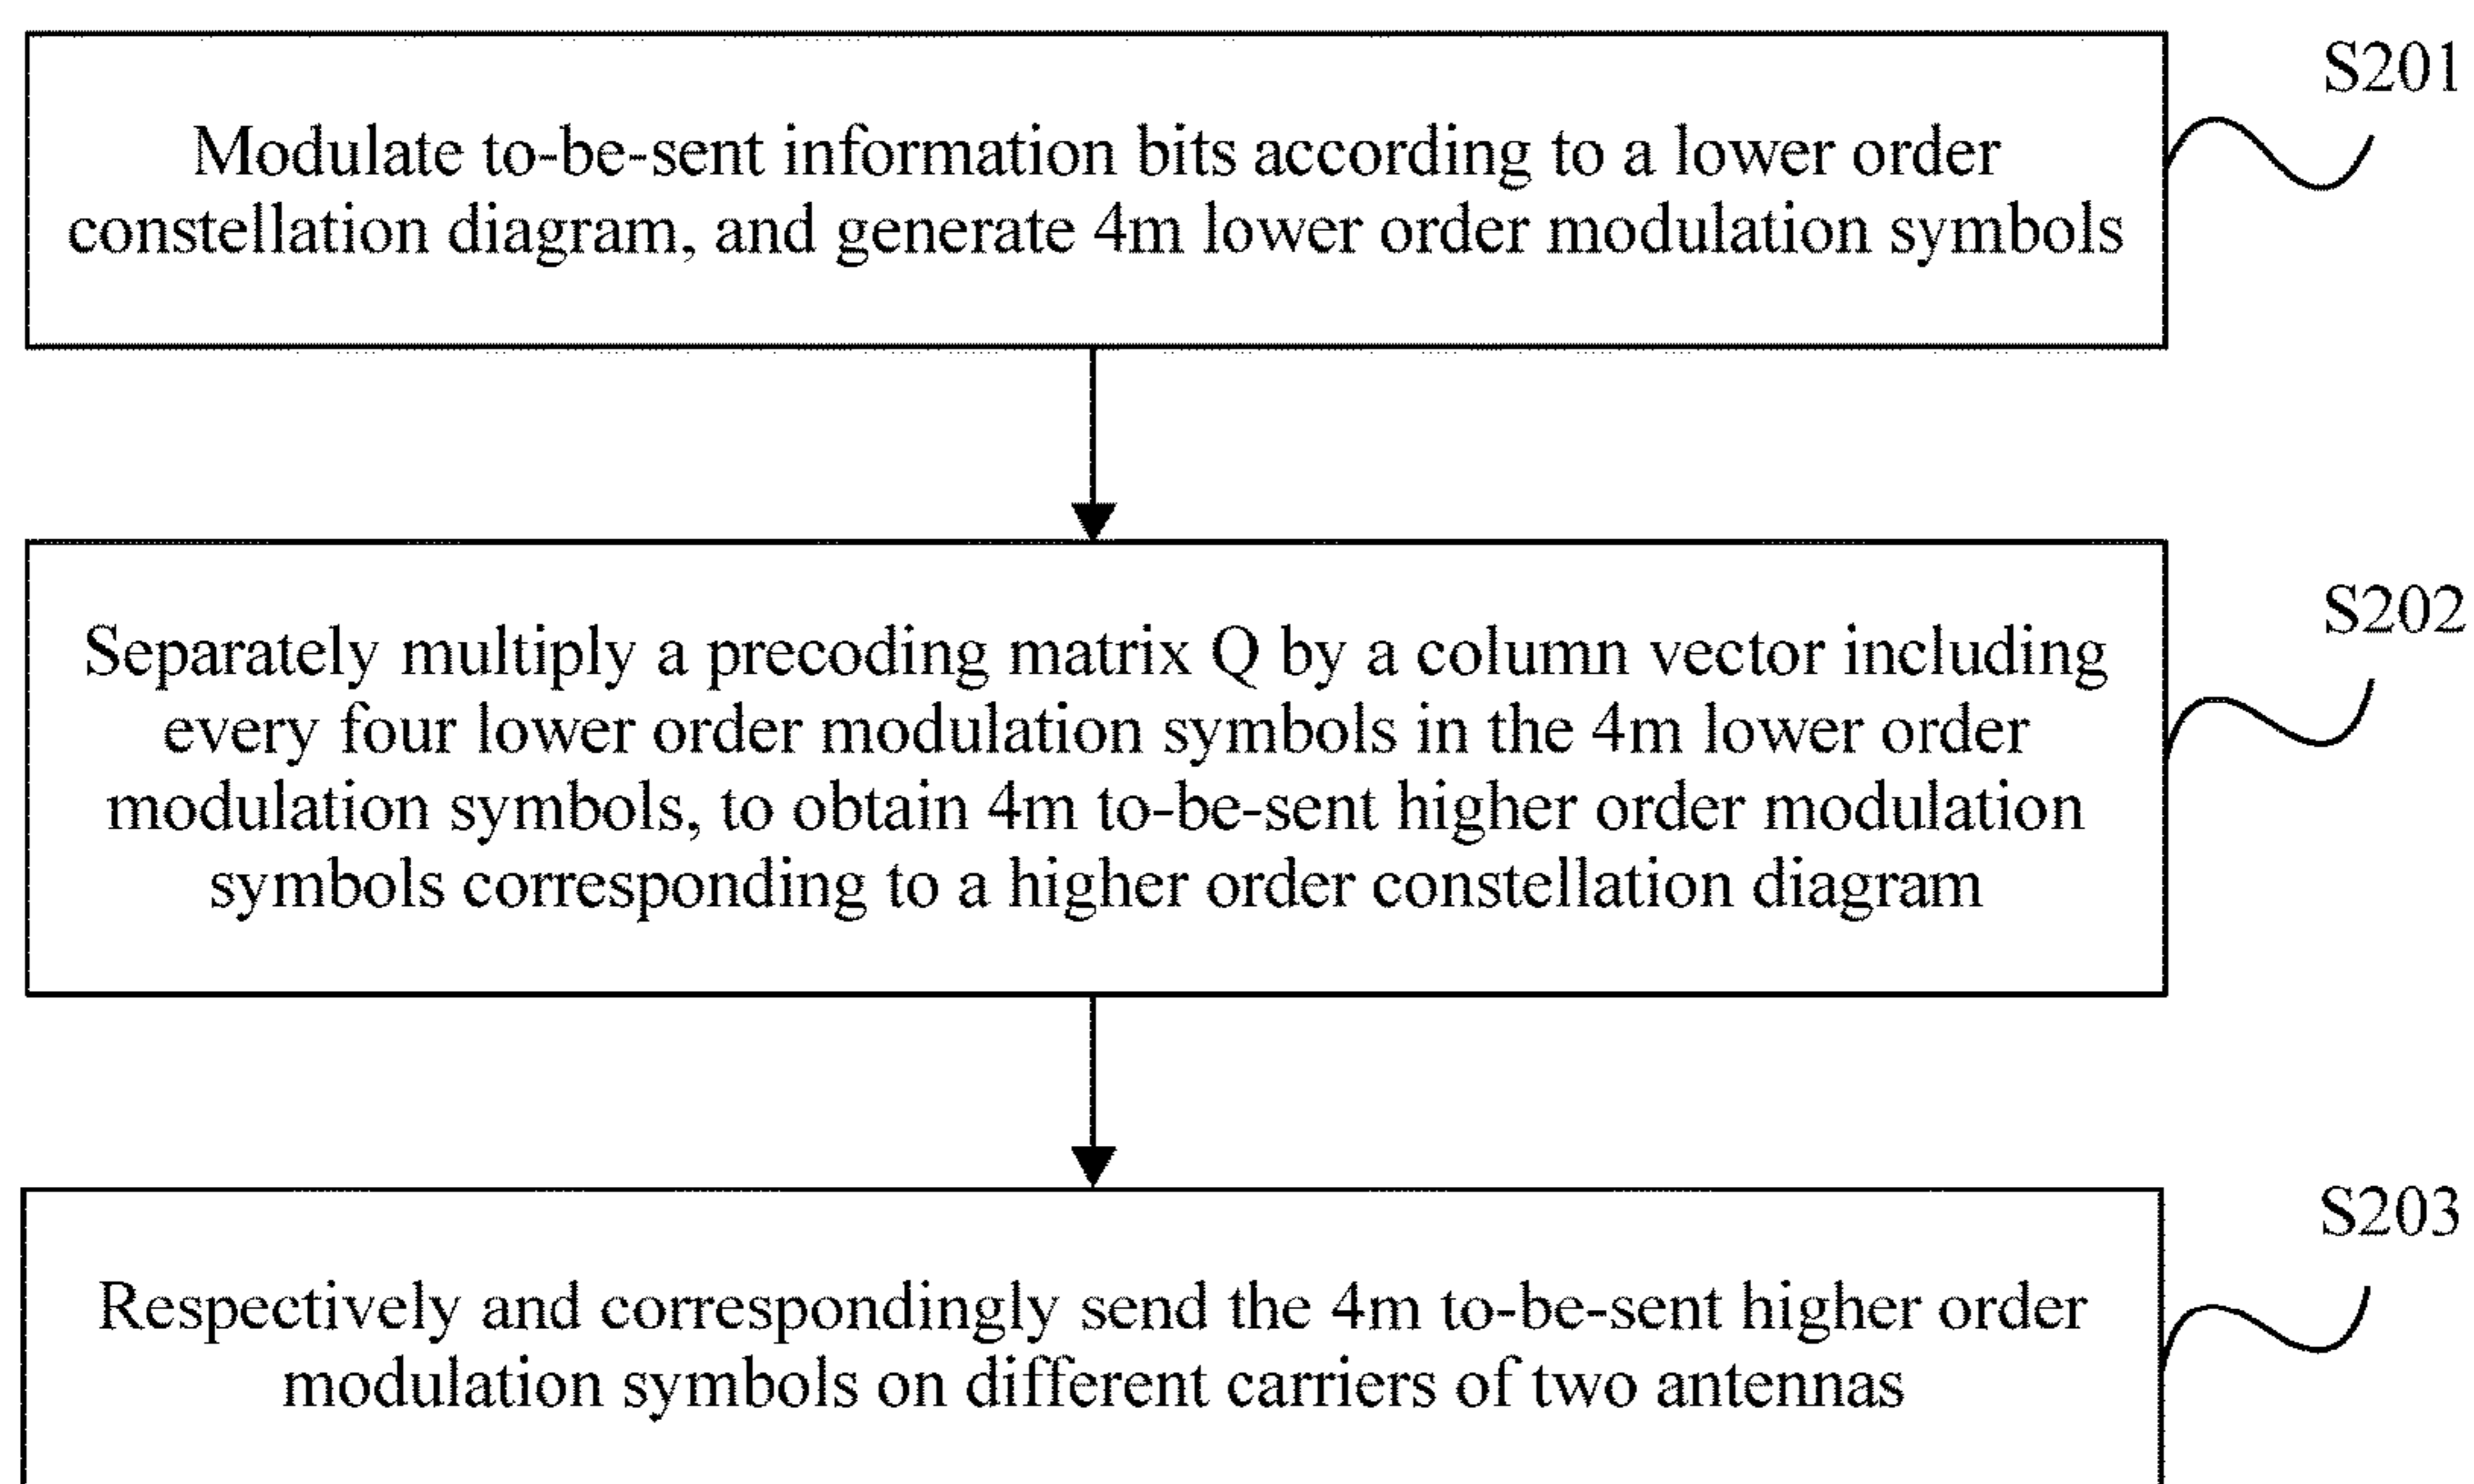 S201
Modulate to-be-sent information bits according to a lower order
constellation diagram, and generate 4m lower order modulation symbols
S202
Separately multiply a precoding matrix Q by a column vector including
every four lower order modulation symbols in the 4m lower order
modulation symbols, to obtain 4m to-be-sent higher order modulation
symbols corresponding to a higher order constellation diagram
S203
Respectively and correspondingly send the 4m to-be-sent higher order
modulation symbols on different carriers of two antennas